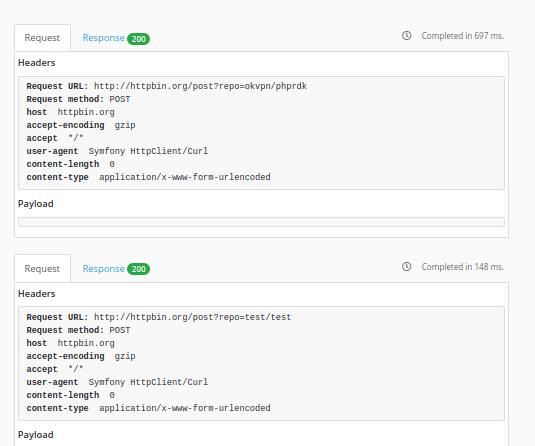 Request Response 200 Completed in 697 ms.
Headers
Request URL: http://httpbin.org/post?repo=okvpn/phprdk
Request method: POST
host httpbin.org
accept-encoding gzip
accept */*
user-agent Symfony HttpClient/Curl
content-length 0
content-type application/x-www-form-urlencoded
Payload
Request Response 200 Completed in 148 ms.
Headers
Request URL: http://httpbin.org/post?repo=test/test
Request method: POST
host httpbin.org
accept-encoding gzip
accept */*
user-agent Symfony HttpClient/Curl
content-length 0
content-type application/x-www-form-urlencoded
Payload